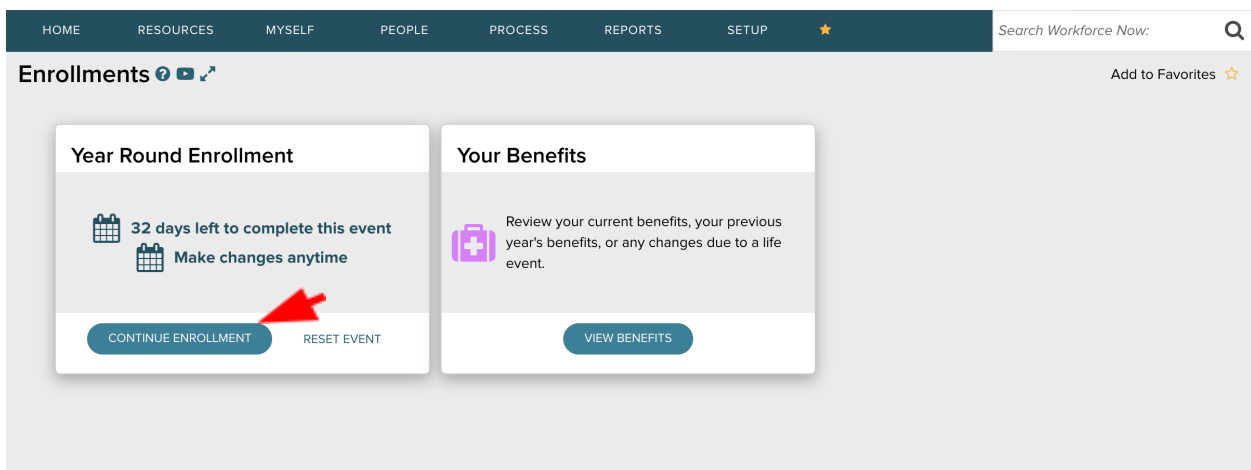 HOME RESOURCES MYSELF PEOPLE PROCESS REPORTS SETUP Search Workforce Now:
Enrollments Add to Favorites
Year Round Enrollment
32 days left to complete this event
Make changes anytime
CONTINUE ENROLLMENT RESET EVENT
Your Benefits
Review your current benefits, your previous
year's benefits, or any changes due to a life
event.
VIEW BENEFITS